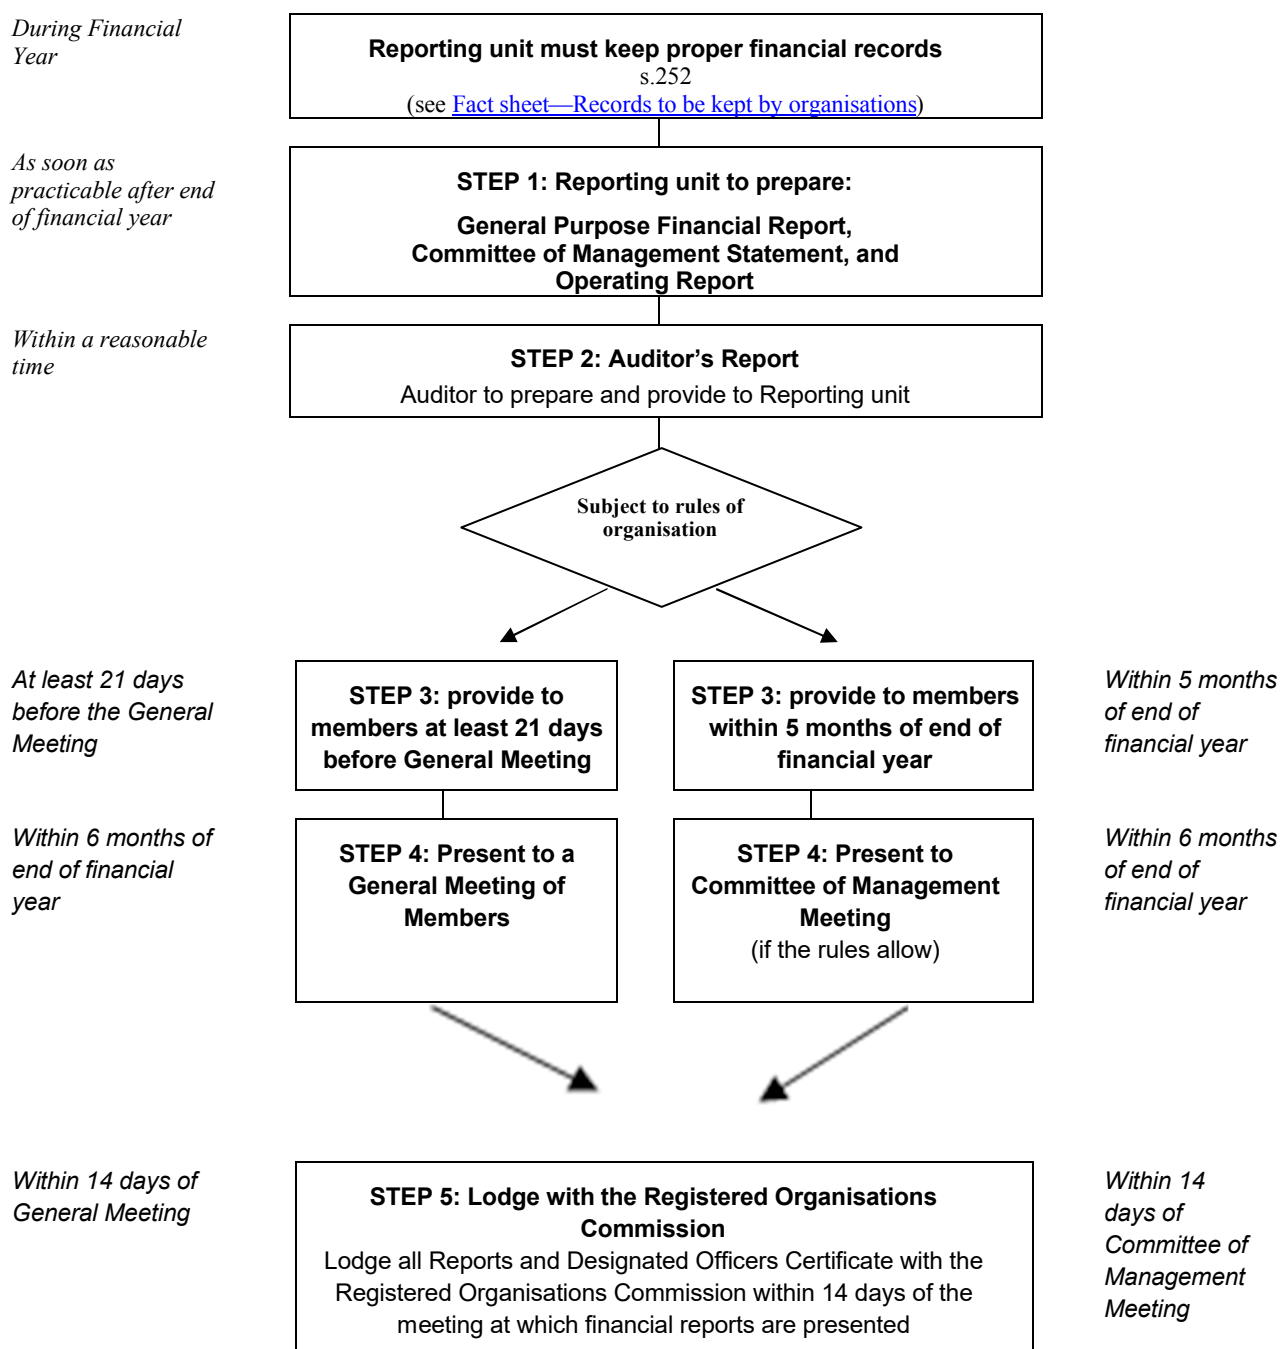 During Financial
Year
Reporting unit must keep proper financial records
s.252
(see Fact sheet—Records to be kept by organisations)
As soon as
practicable after end
of financial year
STEP 1: Reporting unit to prepare:
General Purpose Financial Report,
Committee of Management Statement, and
Operating Report
Within a reasonable
time
STEP 2: Auditor’s Report
Auditor to prepare and provide to Reporting unit
Subject to rules of
organisation
At least 21 days
before the General
Meeting
STEP 3: provide to
members at least 21 days
before General Meeting
STEP 3: provide to members
within 5 months of end of
financial year
Within 5 months
of end of
financial year
Within 6 months of
end of financial
year
STEP 4: Present to a
General Meeting of
Members
STEP 4: Present to
Committee of Management
Meeting
(if the rules allow)
Within 6 months
of end of
financial year
Within 14 days of
General Meeting
STEP 5: Lodge with the Registered Organisations
Commission
Lodge all Reports and Designated Officers Certificate with the
Registered Organisations Commission within 14 days of the
meeting at which financial reports are presented
Within 14
days of
Committee of
Management
Meeting